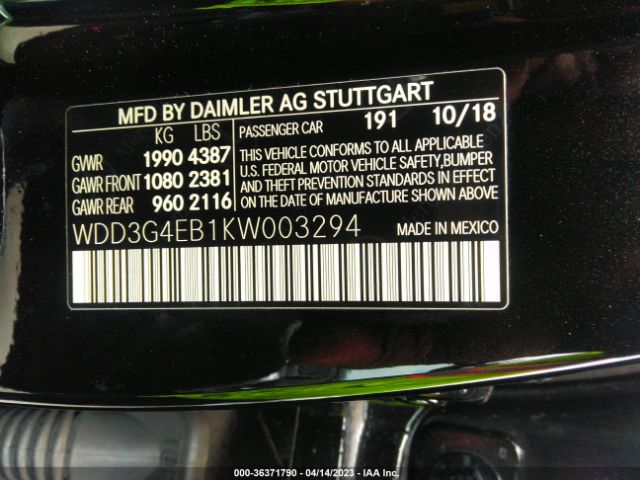 MFD BY DAIMLER AG STUTTGART
KG LBS
PASSENGER CAR 191 10/18
GVWR 1990 4387
GAWR FRONT 1080 2381
GAWR REAR 960 2116
THIS VEHICLE CONFORMS TO ALL APPLICABLE
U.S. FEDERAL MOTOR VEHICLE SAFETY,BUMPER
AND THEFT PREVENTION STANDARDS IN EFFECT
ON THE DATE OF MANUFACTURE SHOWN ABOVE
WDD3G4EB1KW003294 MADE IN MEXICO
000-36371790 - 04/14/2023 - IAA Inc.